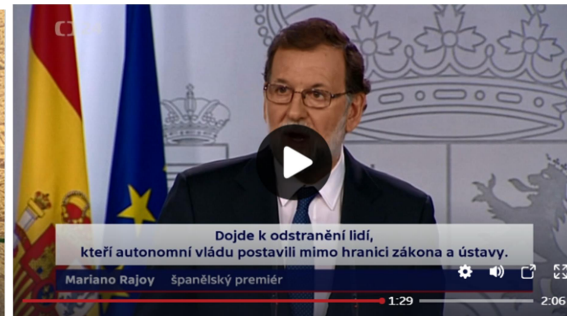 Dojde k odstranění lidí,
kteří autonomní vládu postavili mimo hranici zákona a ústavy.
Mariano Rajoy španělský premiér
1:29 2:06